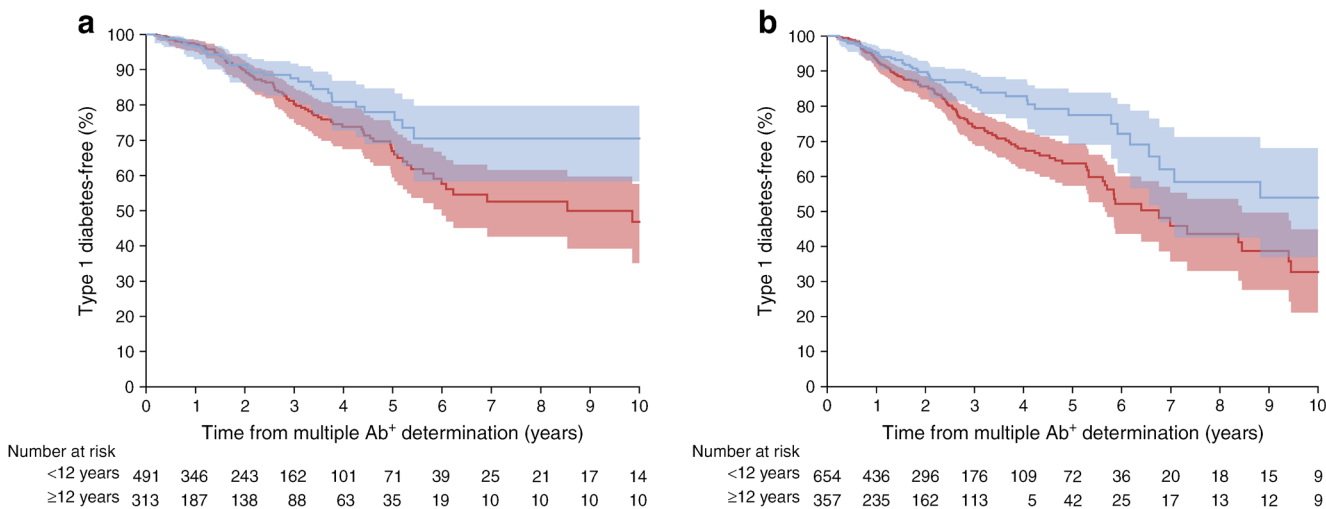 a
Type 1 diabetes-free (%)
100
90
80
70
60
50
40
30
20
10
0
0 1 2 3 4 5 6 7 8 9 10
Time from multiple Ab⁺ determination (years)
Number at risk
<12 years 491 346 243 162 101 71 39 25 21 17 14
≥12 years 313 187 138 88 63 35 19 10 10 10 10
b
Type 1 diabetes-free (%)
100
90
80
70
60
50
40
30
20
10
0
0 1 2 3 4 5 6 7 8 9 10
Time from multiple Ab⁺ determination (years)
Number at risk
<12 years 654 436 296 176 109 72 36 20 18 15 9
≥12 years 357 235 162 113 5 42 25 17 13 12 9